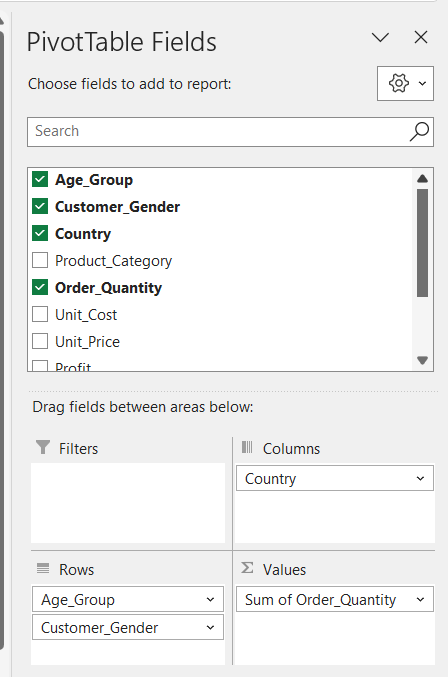 PivotTable Fields
Choose fields to add to report:
Search
Age_Group
Customer_Gender
Country
Product_Category
Order_Quantity
Unit_Cost
Unit_Price
Profit
Drag fields between areas below:
Filters
Columns
Country
Rows
Age_Group
Customer_Gender
Values
Sum of Order_Quantity